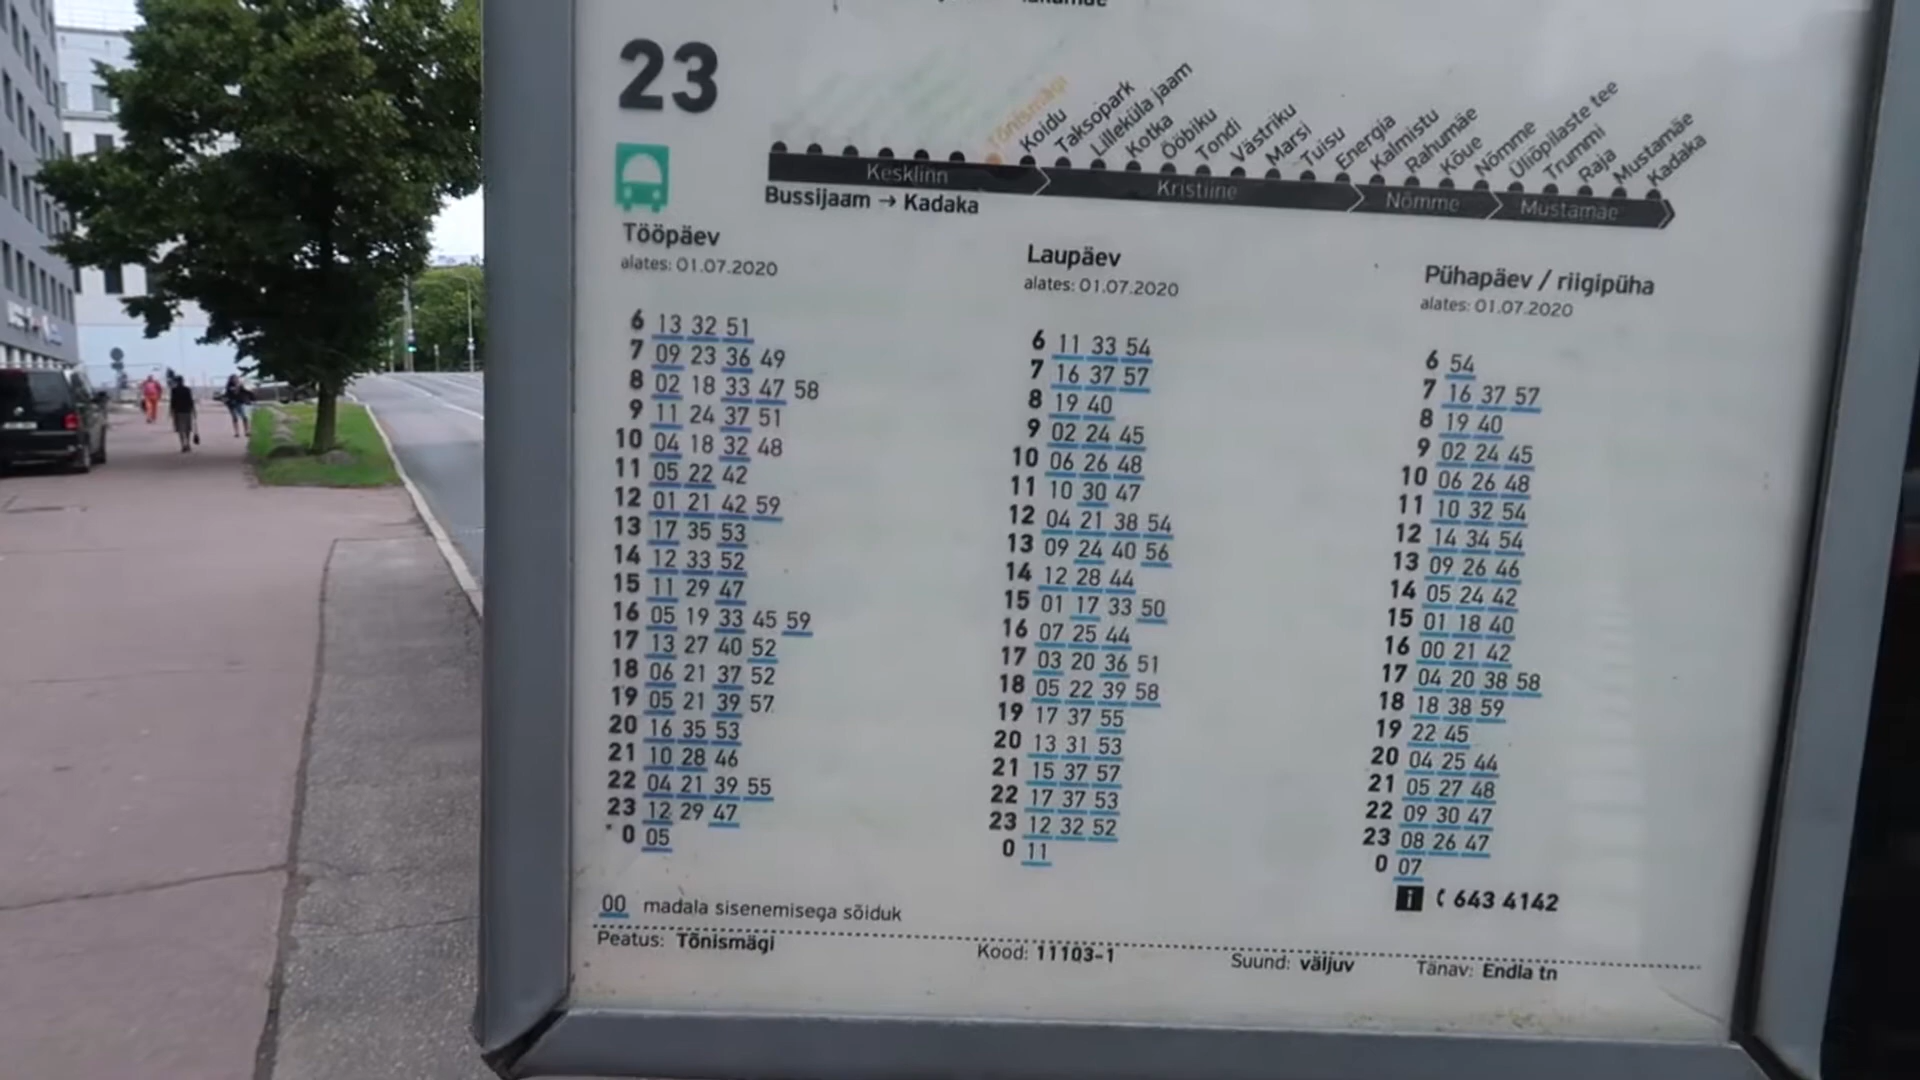 23
Tõnismägi
Koidu
Taksopark
Lilleküla jaam
Kotka
Ööbiku
Tondi
Västriku
Marsi
Tuisu
Energia
Kalmistu
Rahumäe
Kõue
Nõmme
Üliõpilaste tee
Trummi
Raja
Mustamäe
Kadaka
Kesklinn Kristiine Nõmme Mustamäe
Bussijaam → Kadaka
Tööpäev
alates: 01.07.2020
6 13 32 51
7 09 23 36 49
8 02 18 33 47 58
9 11 24 37 51
10 04 18 32 48
11 05 22 42
12 01 21 42 59
13 17 35 53
14 12 33 52
15 11 29 47
16 05 19 33 45 59
17 13 27 40 52
18 06 21 37 52
19 05 21 39 57
20 16 35 53
21 10 28 46
22 04 21 39 55
23 12 29 47
0 05
Laupäev
alates: 01.07.2020
6 11 33 54
7 16 37 57
8 19 40
9 02 24 45
10 06 26 48
11 10 30 47
12 04 21 38 54
13 09 24 40 56
14 12 28 44
15 01 17 33 50
16 07 25 44
17 03 20 36 51
18 05 22 39 58
19 17 37 55
20 13 31 53
21 15 37 57
22 17 37 53
23 12 32 52
0 11
Pühapäev / riigipüha
alates: 01.07.2020
6 54
7 16 37 57
8 19 40
9 02 24 45
10 06 26 48
11 10 32 54
12 14 34 54
13 09 26 46
14 05 24 42
15 01 18 40
16 00 21 42
17 04 20 38 58
18 18 38 59
19 22 45
20 04 25 44
21 05 27 48
22 09 30 47
23 08 26 47
0 07
i 643 4142
00 madala sisenemisega sõiduk
Peatus: Tõnismägi Kood: 11103-1 Suund: väljuv Tänav: Endla tn